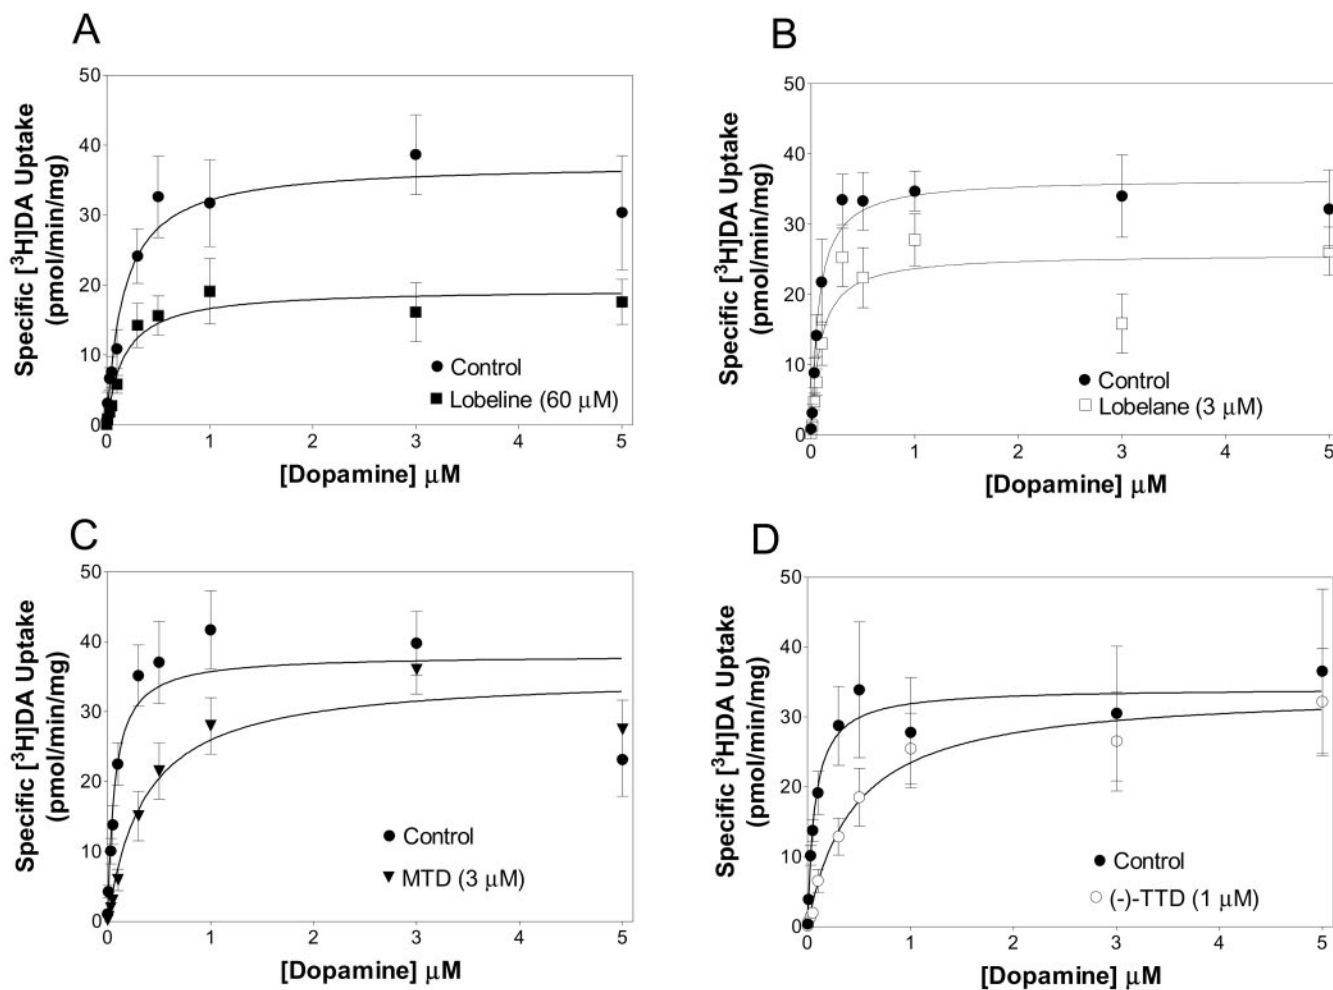 A
Specific [³H]DA Uptake
(pmol/min/mg)
50
40
30
20
10
0
Control
Lobeline (60 µM)
0 1 2 3 4 5
[Dopamine] µM
B
Specific [³H]DA Uptake
(pmol/min/mg)
50
40
30
20
10
0
Control
Lobelane (3 µM)
0 1 2 3 4 5
[Dopamine] µM
C
Specific [³H]DA Uptake
(pmol/min/mg)
50
40
30
20
10
0
Control
MTD (3 µM)
0 1 2 3 4 5
[Dopamine] µM
D
Specific [³H]DA Uptake
(pmol/min/mg)
50
40
30
20
10
0
Control
(-)-TTD (1 µM)
0 1 2 3 4 5
[Dopamine] µM